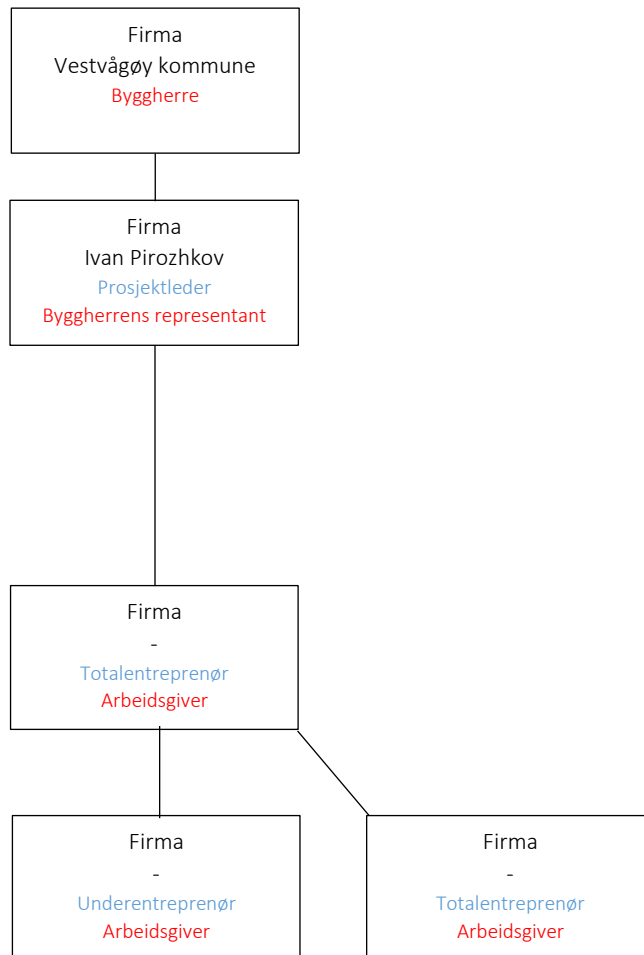 Firma
Vestvågøy kommune
Byggherre
Firma
Ivan Pirozhkov
Prosjektleder
Byggherrens representant
Firma
-
Totalentreprenør
Arbeidsgiver
Firma
-
Underentreprenør
Arbeidsgiver
Firma
-
Totalentreprenør
Arbeidsgiver